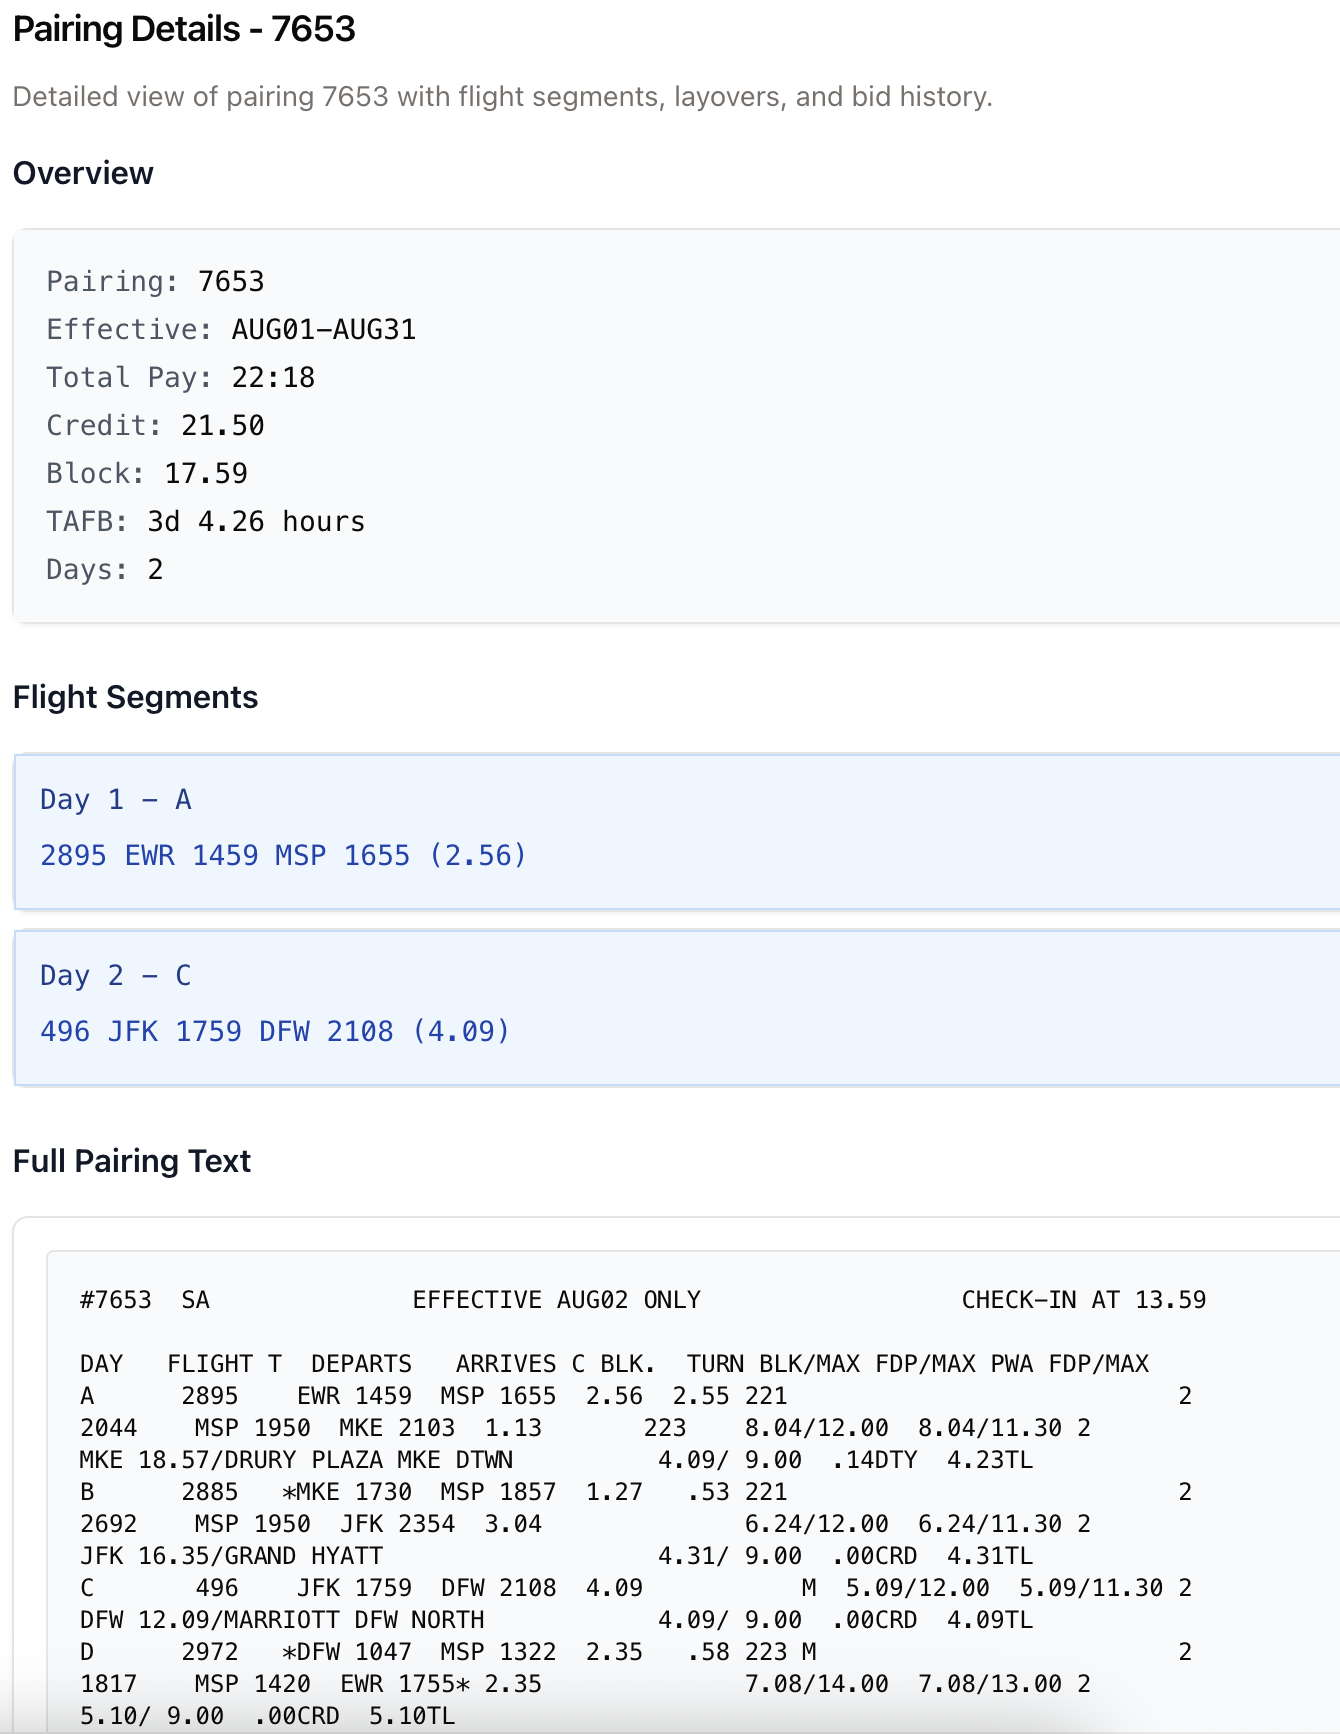 Pairing Details - 7653
Detailed view of pairing 7653 with flight segments, layovers, and bid history.
Overview
Pairing: 7653
Effective: AUG01–AUG31
Total Pay: 22:18
Credit: 21.50
Block: 17.59
TAFB: 3d 4.26 hours
Days: 2
Flight Segments
Day 1 – A
2895 EWR 1459 MSP 1655 (2.56)
Day 2 – C
496 JFK 1759 DFW 2108 (4.09)
Full Pairing Text
#7653  SA              EFFECTIVE AUG02 ONLY                  CHECK–IN AT 13.59
DAY   FLIGHT T  DEPARTS   ARRIVES C BLK.  TURN BLK/MAX FDP/MAX PWA FDP/MAX
A      2895    EWR 1459  MSP 1655  2.56  2.55 221                           2
2044    MSP 1950  MKE 2103  1.13       223    8.04/12.00  8.04/11.30 2
MKE 18.57/DRURY PLAZA MKE DTWN          4.09/ 9.00  .14DTY  4.23TL
B      2885   *MKE 1730  MSP 1857  1.27   .53 221                           2
2692    MSP 1950  JFK 2354  3.04              6.24/12.00  6.24/11.30 2
JFK 16.35/GRAND HYATT                   4.31/ 9.00  .00CRD  4.31TL
C       496    JFK 1759  DFW 2108  4.09           M  5.09/12.00  5.09/11.30 2
DFW 12.09/MARRIOTT DFW NORTH            4.09/ 9.00  .00CRD  4.09TL
D      2972   *DFW 1047  MSP 1322  2.35   .58 223 M                         2
1817    MSP 1420  EWR 1755* 2.35              7.08/14.00  7.08/13.00 2
5.10/ 9.00  .00CRD  5.10TL